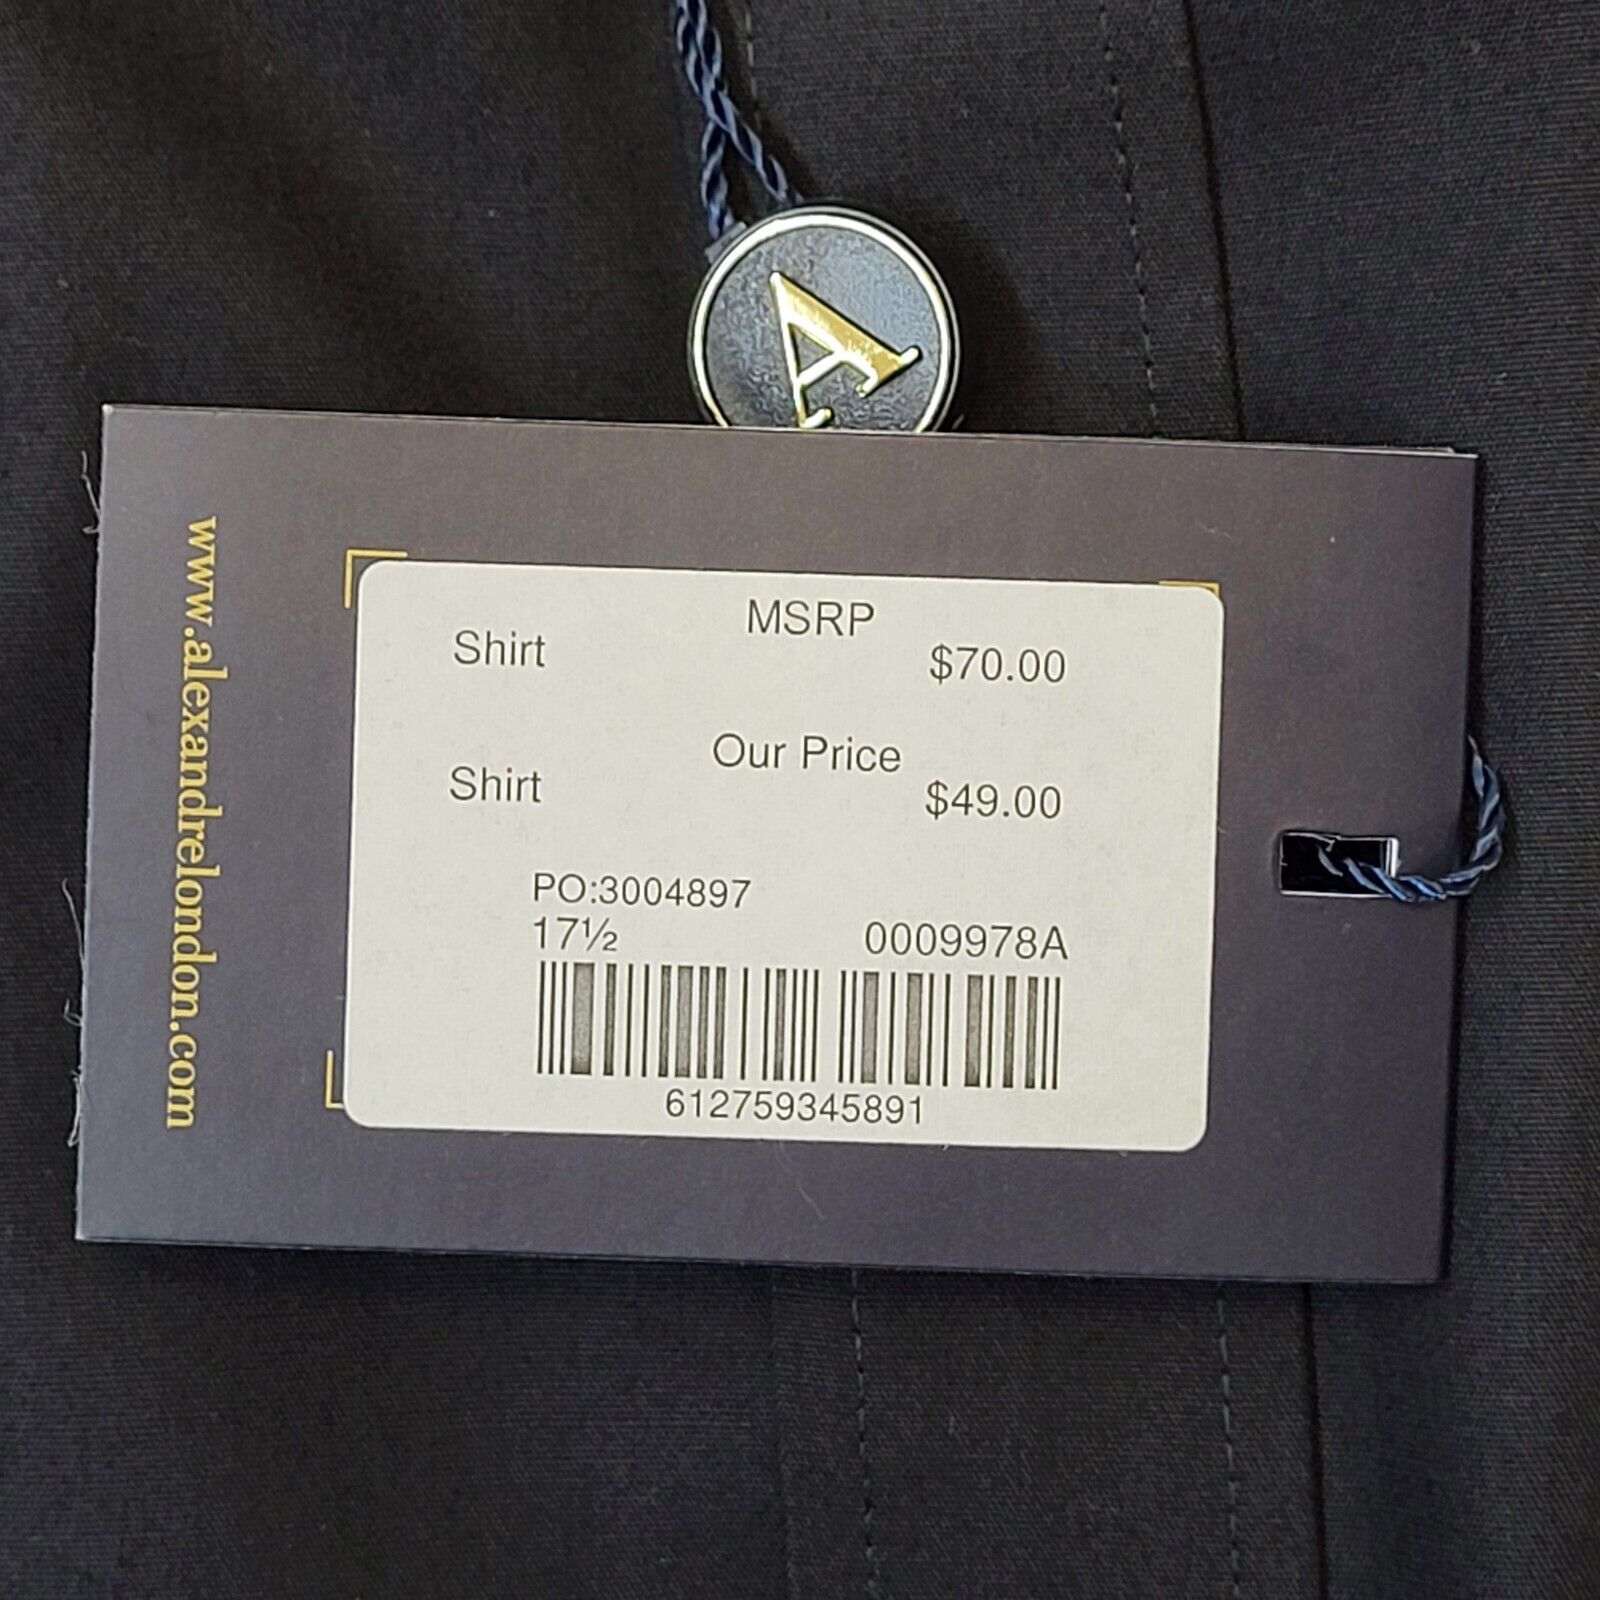 A
www.alexandrelondon.com
MSRP
Shirt $70.00
Our Price
Shirt $49.00
PO:3004897
17½ 0009978A
612759345891